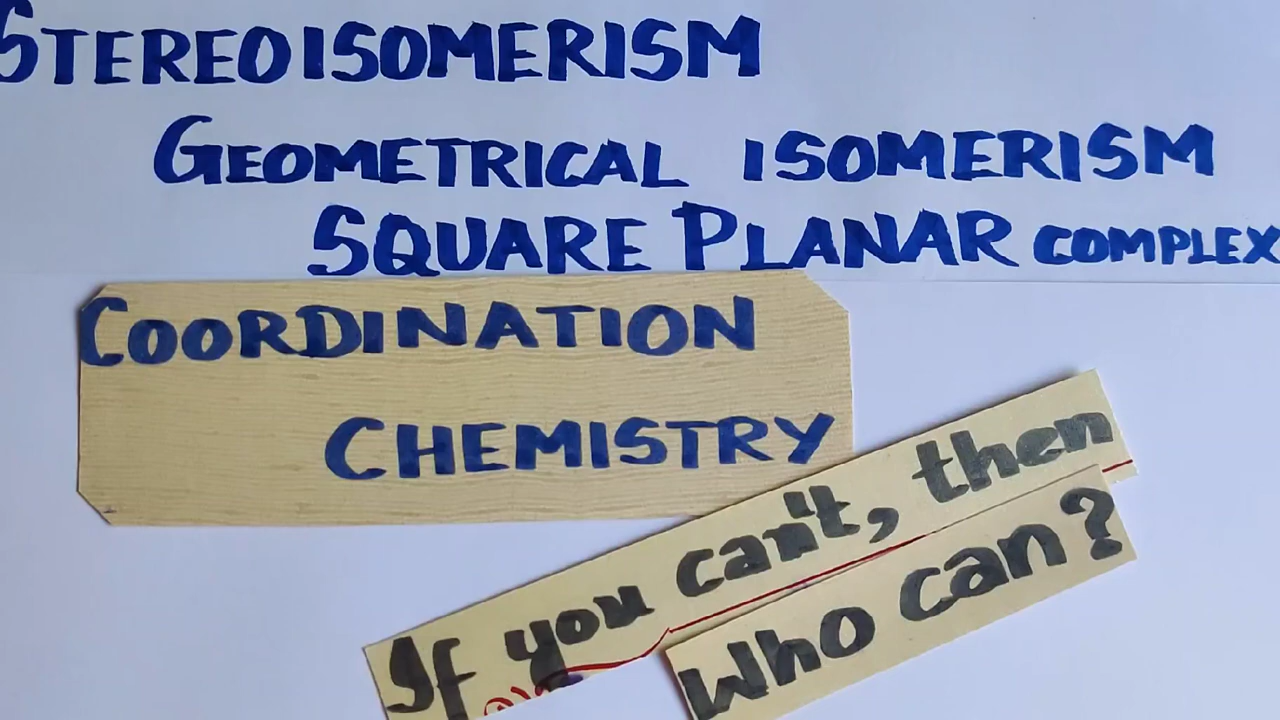 STEREOISOMERISM
GEOMETRICAL ISOMERISM
SQUARE PLANAR COMPLEX
COORDINATION
CHEMISTRY
If you can't, then
Who can?